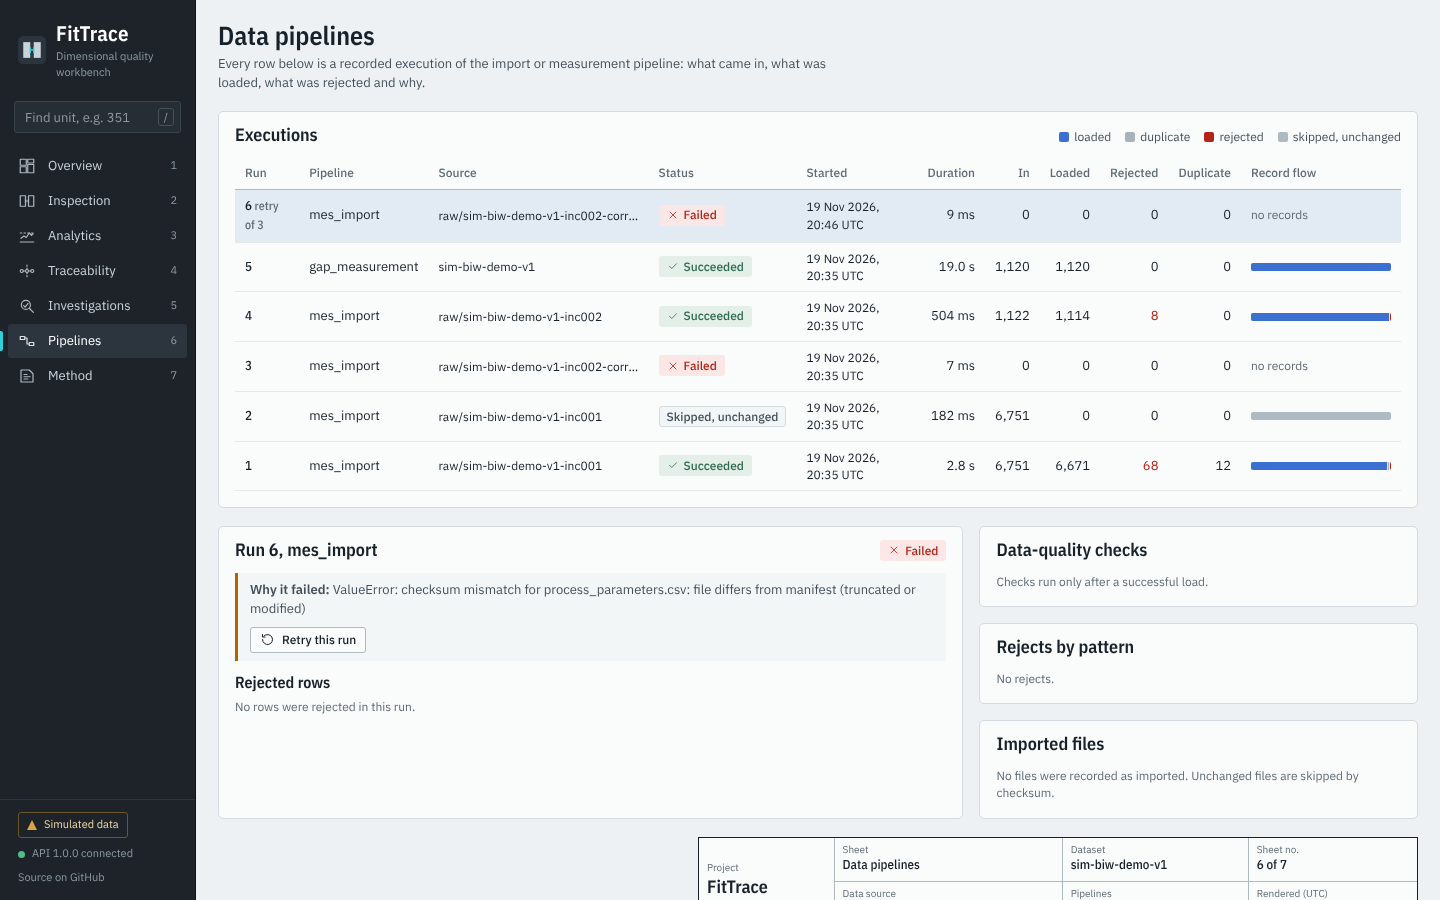 FitTrace
Dimensional quality
workbench
Find unit, e.g. 351 /
Overview 1
Inspection 2
Analytics 3
Traceability 4
Investigations 5
Pipelines 6
Method 7
Simulated data
API 1.0.0 connected
Source on GitHub
Data pipelines
Every row below is a recorded execution of the import or measurement pipeline: what came in, what was
loaded, what was rejected and why.
Executions
loaded duplicate rejected skipped, unchanged
Run Pipeline Source Status Started Duration In Loaded Rejected Duplicate Record flow
6 retry of 3 mes_import raw/sim-biw-demo-v1-inc002-corr... Failed 19 Nov 2026, 20:46 UTC 9 ms 0 0 0 0 no records
5 gap_measurement sim-biw-demo-v1 Succeeded 19 Nov 2026, 20:35 UTC 19.0 s 1,120 1,120 0 0
4 mes_import raw/sim-biw-demo-v1-inc002 Succeeded 19 Nov 2026, 20:35 UTC 504 ms 1,122 1,114 8 0
3 mes_import raw/sim-biw-demo-v1-inc002-corr... Failed 19 Nov 2026, 20:35 UTC 7 ms 0 0 0 0 no records
2 mes_import raw/sim-biw-demo-v1-inc001 Skipped, unchanged 19 Nov 2026, 20:35 UTC 182 ms 6,751 0 0 0
1 mes_import raw/sim-biw-demo-v1-inc001 Succeeded 19 Nov 2026, 20:35 UTC 2.8 s 6,751 6,671 68 12
Run 6, mes_import Failed
Why it failed: ValueError: checksum mismatch for process_parameters.csv: file differs from manifest (truncated or
modified)
Retry this run
Rejected rows
No rows were rejected in this run.
Data-quality checks
Checks run only after a successful load.
Rejects by pattern
No rejects.
Imported files
No files were recorded as imported. Unchanged files are skipped by
checksum.
Project
FitTrace
Sheet
Data pipelines
Dataset
sim-biw-demo-v1
Sheet no.
6 of 7
Data source
Pipelines
Rendered (UTC)